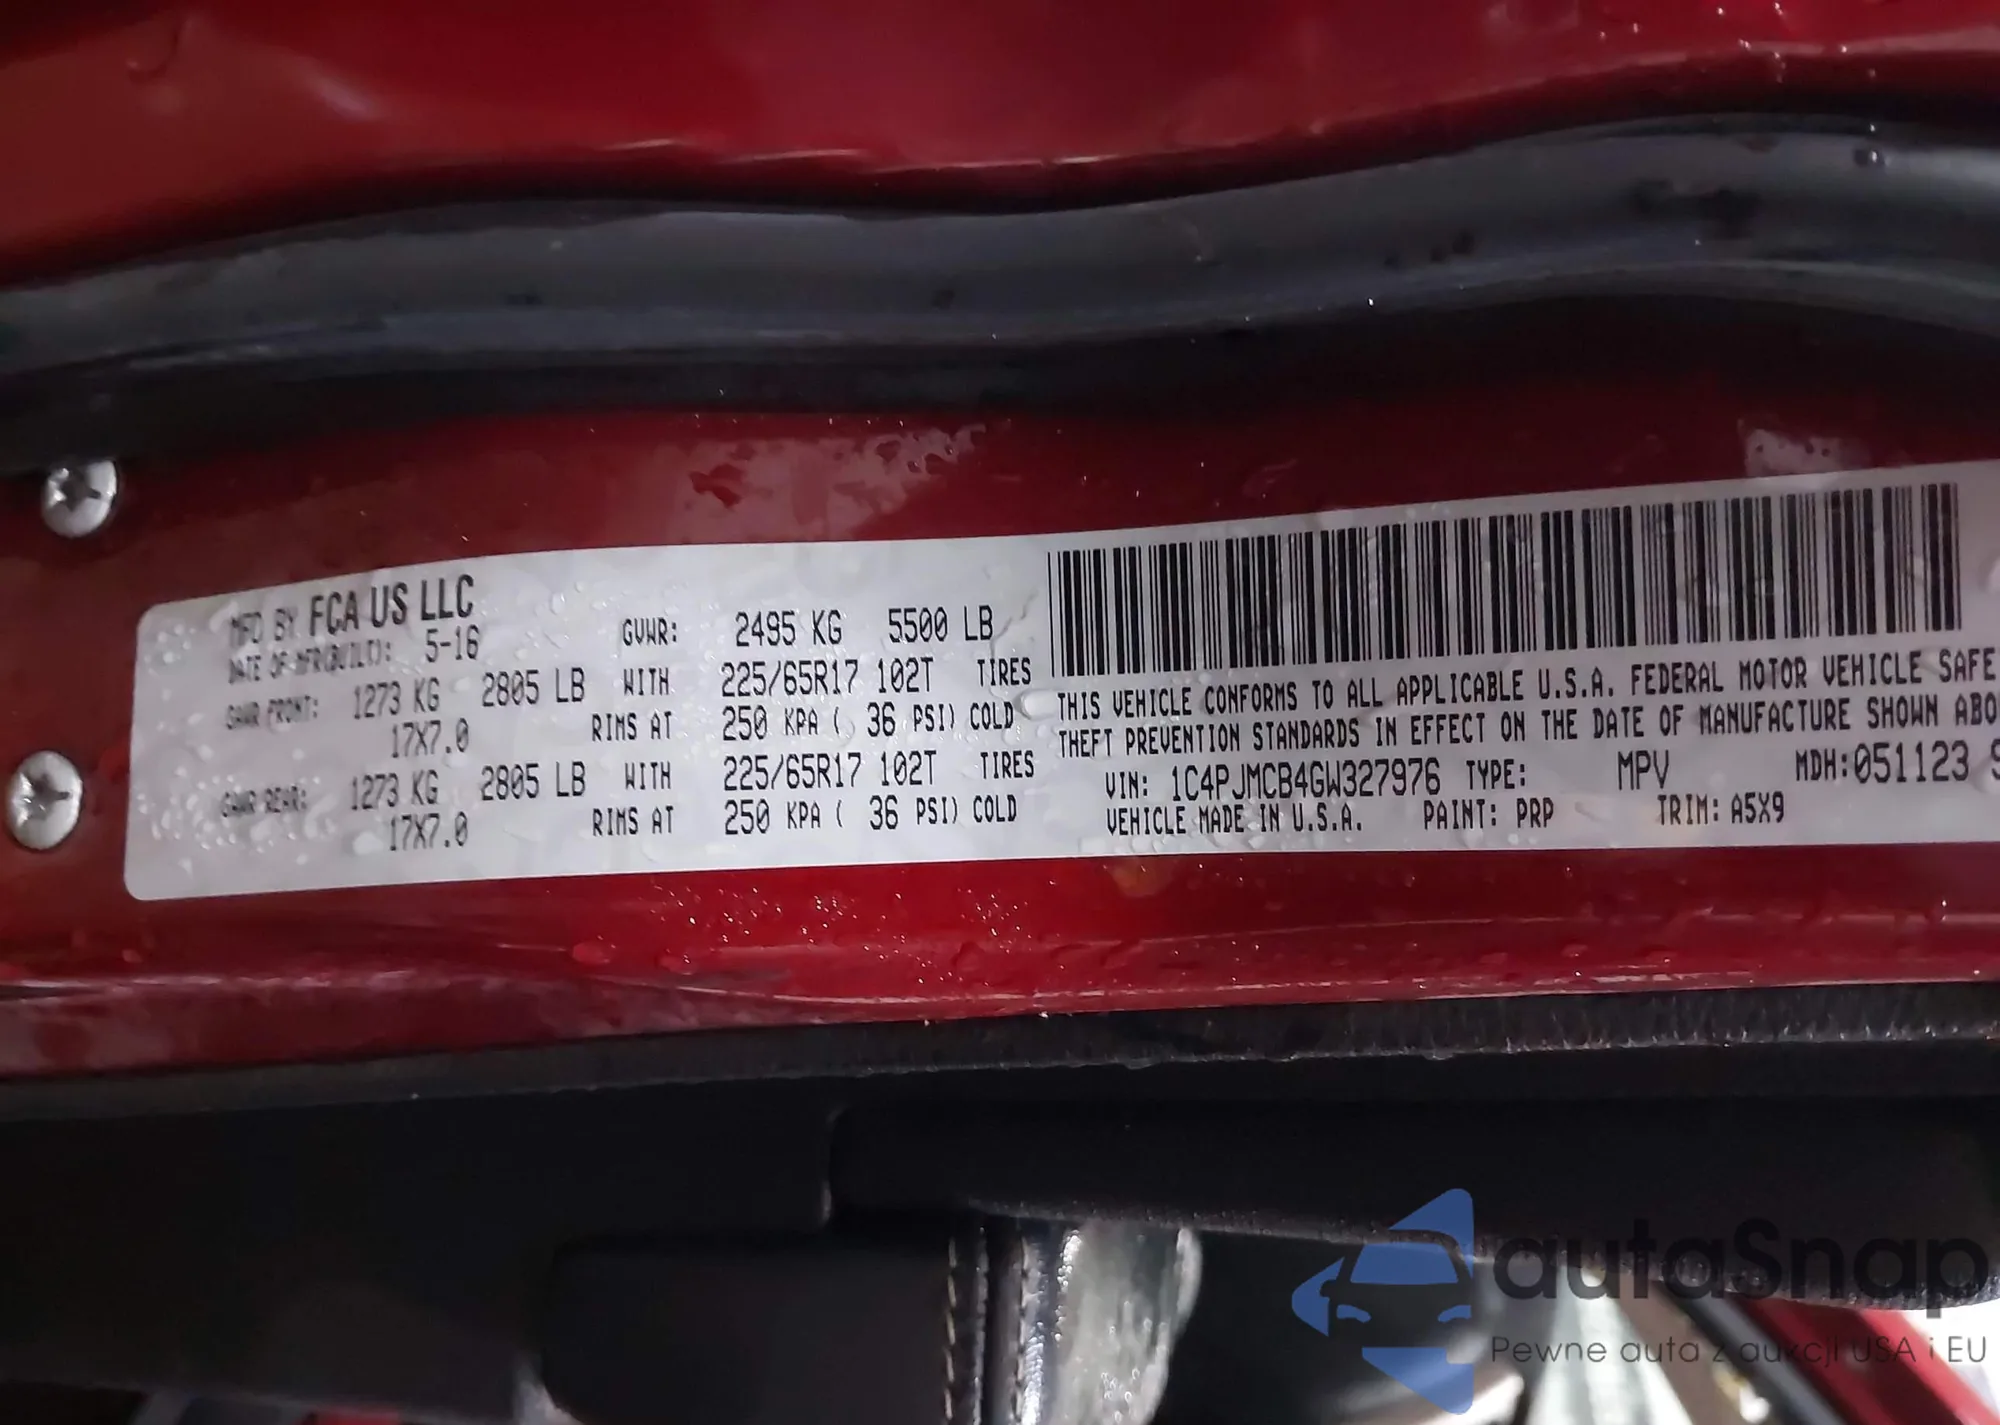 MFD BY FCA US LLC
DATE OF MFR(BUILT): 5-16
GVWR: 2495 KG 5500 LB
GAWR FRONT: 1273 KG 2805 LB WITH 225/65R17 102T TIRES
17X7.0 RIMS AT 250 KPA ( 36 PSI) COLD
GAWR REAR: 1273 KG 2805 LB WITH 225/65R17 102T TIRES
17X7.0 RIMS AT 250 KPA ( 36 PSI) COLD
THIS VEHICLE CONFORMS TO ALL APPLICABLE U.S.A. FEDERAL MOTOR VEHICLE SAFE
THEFT PREVENTION STANDARDS IN EFFECT ON THE DATE OF MANUFACTURE SHOWN ABO
VIN: 1C4PJMCB4GW327976 TYPE: MPV MDH:051123 9
VEHICLE MADE IN U.S.A. PAINT: PRP TRIM: A5X9
autoSnap
Pewne auta z aukcji USA i EU